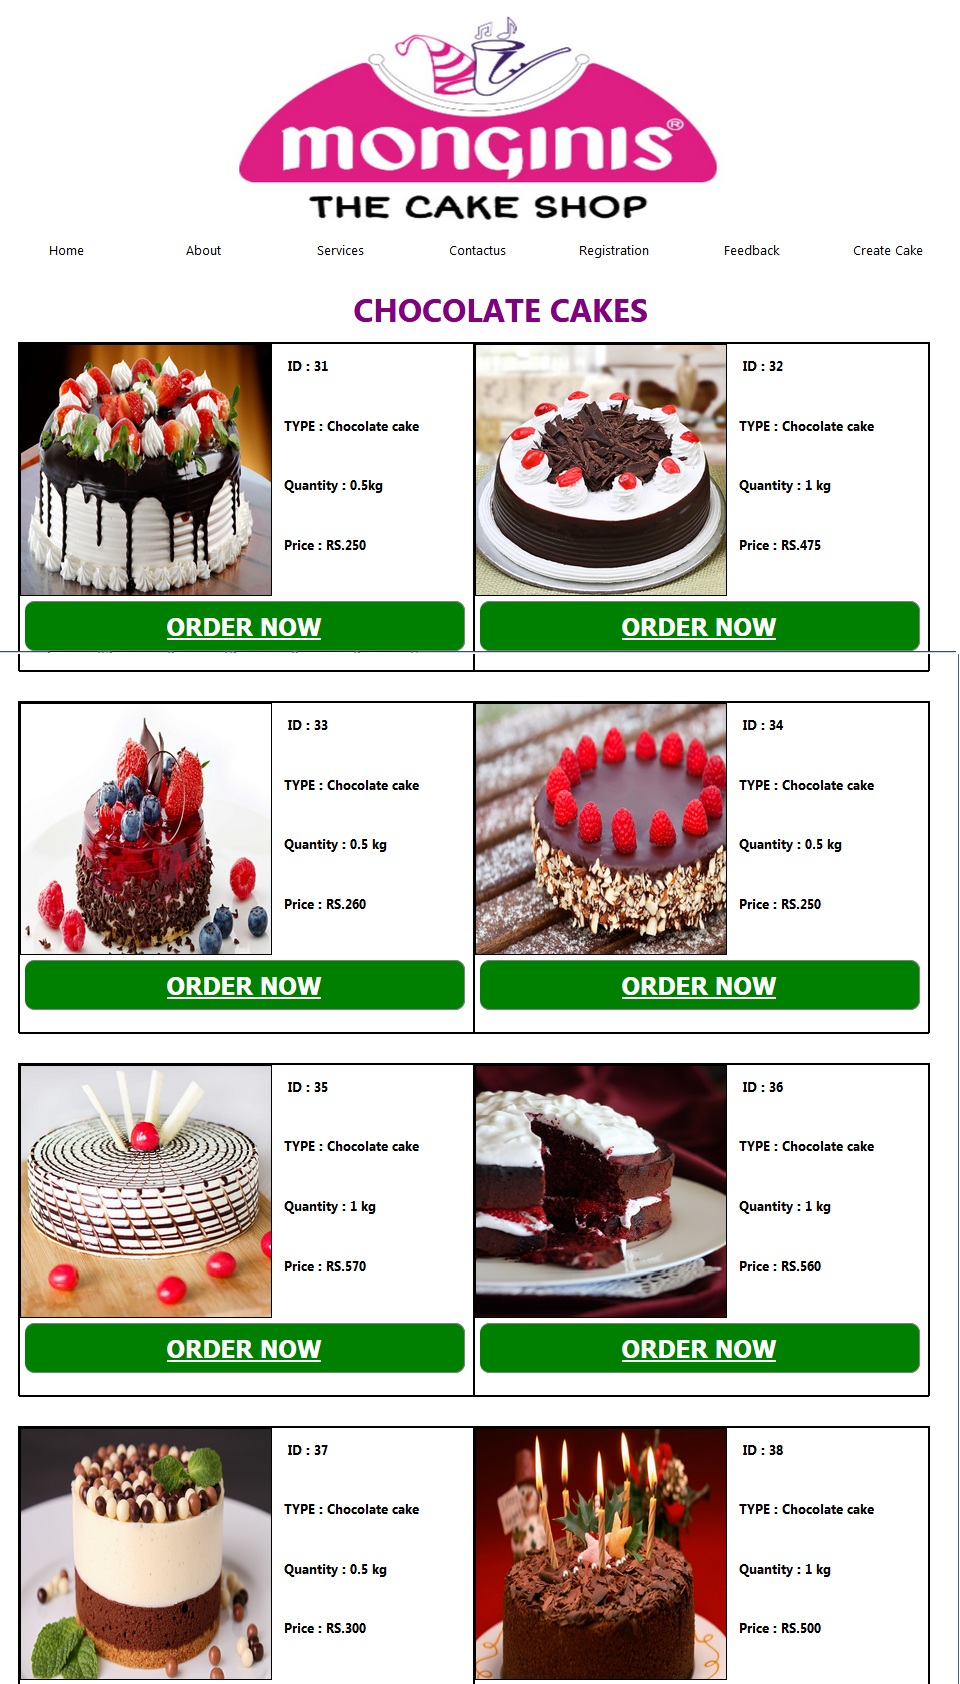 MONGINIS®
THE CAKE SHOP
Home About Services Contactus Registration Feedback Create Cake
CHOCOLATE CAKES
ID : 31
TYPE : Chocolate cake
Quantity : 0.5kg
Price : RS.250
ORDER NOW
ID : 32
TYPE : Chocolate cake
Quantity : 1 kg
Price : RS.475
ORDER NOW
ID : 33
TYPE : Chocolate cake
Quantity : 0.5 kg
Price : RS.260
ORDER NOW
ID : 34
TYPE : Chocolate cake
Quantity : 0.5 kg
Price : RS.250
ORDER NOW
ID : 35
TYPE : Chocolate cake
Quantity : 1 kg
Price : RS.570
ORDER NOW
ID : 36
TYPE : Chocolate cake
Quantity : 1 kg
Price : RS.560
ORDER NOW
ID : 37
TYPE : Chocolate cake
Quantity : 0.5 kg
Price : RS.300
ID : 38
TYPE : Chocolate cake
Quantity : 1 kg
Price : RS.500